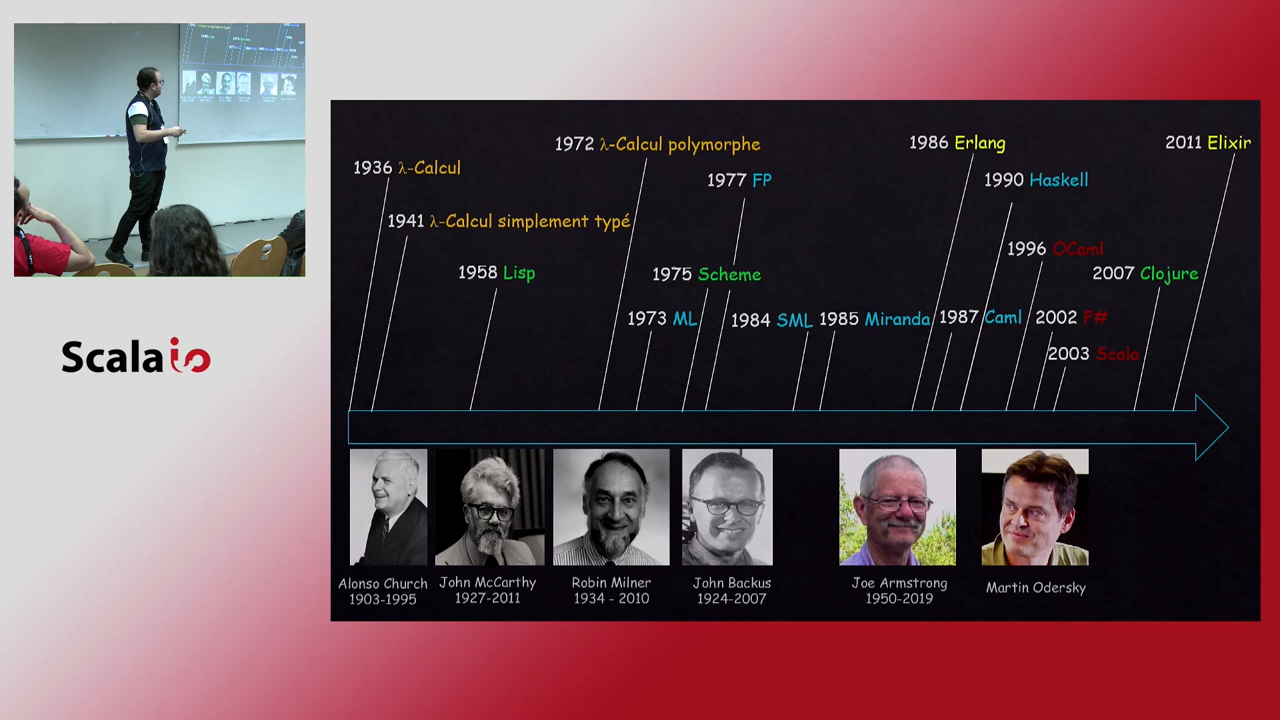 1972 λ-Calcul polymorphe
1986 Erlang
2011 Elixir
1936 λ-Calcul
1977 FP
1990 Haskell
1941 λ-Calcul simplement typé
1996 OCaml
1958 Lisp
1975 Scheme
2007 Clojure
1973 ML
1984 SML
1985 Miranda
1987 Caml
2002 F#
2003 Scala
Scalaio
Alonso Church
1903-1995
John McCarthy
1927-2011
Robin Milner
1934 - 2010
John Backus
1924-2007
Joe Armstrong
1950-2019
Martin Odersky